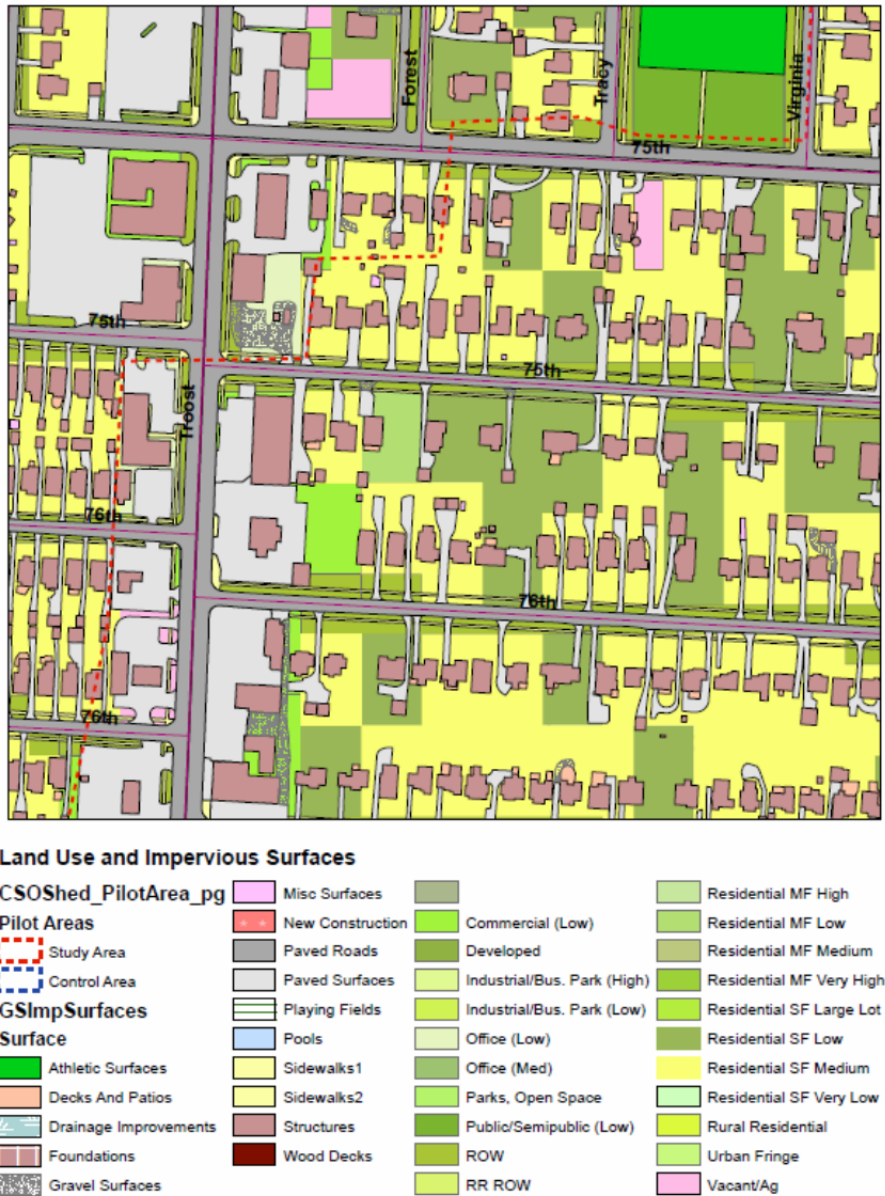 Forest
Tracy
Virginia
75th
75th
75th
Troost
76th
76th
76th
Land Use and Impervious Surfaces
CSOShed_PilotArea_pg
Pilot Areas
Study Area
Control Area
GSImpSurfaces
Surface
Athletic Surfaces
Decks And Patios
Drainage Improvements
Foundations
Gravel Surfaces
Misc Surfaces
New Construction
Paved Roads
Paved Surfaces
Playing Fields
Pools
Sidewalks1
Sidewalks2
Structures
Wood Decks
Commercial (Low)
Developed
Industrial/Bus. Park (High)
Industrial/Bus. Park (Low)
Office (Low)
Office (Med)
Parks, Open Space
Public/Semipublic (Low)
ROW
RR ROW
Residential MF High
Residential MF Low
Residential MF Medium
Residential MF Very High
Residential SF Large Lot
Residential SF Low
Residential SF Medium
Residential SF Very Low
Rural Residential
Urban Fringe
Vacant/Ag